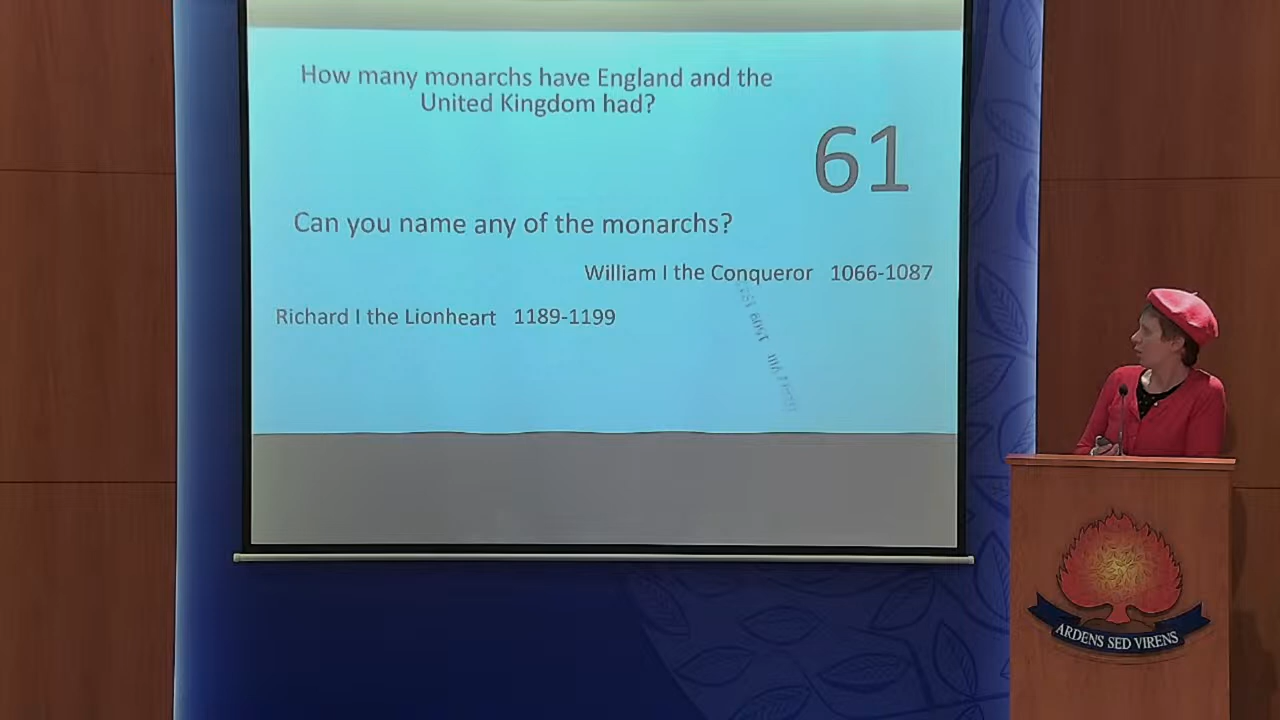 How many monarchs have England and the
United Kingdom had?
61
Can you name any of the monarchs?
William I the Conqueror 1066-1087
Richard I the Lionheart 1189-1199
ARDENS SED VIRENS